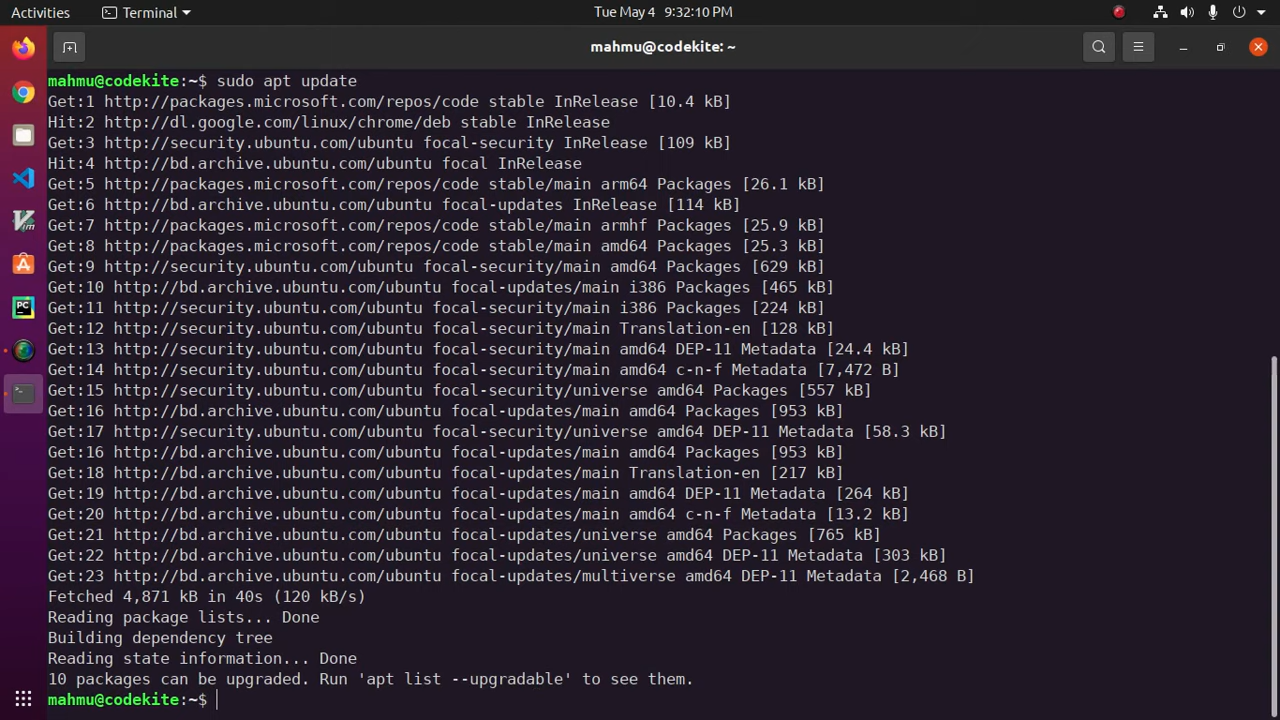 Activities
Terminal
Tue May 4 9:32:10 PM
mahmu@codekite: ~
mahmu@codekite:~$ sudo apt update
Get:1 http://packages.microsoft.com/repos/code stable InRelease [10.4 kB]
Hit:2 http://dl.google.com/linux/chrome/deb stable InRelease
Get:3 http://security.ubuntu.com/ubuntu focal-security InRelease [109 kB]
Hit:4 http://bd.archive.ubuntu.com/ubuntu focal InRelease
Get:5 http://packages.microsoft.com/repos/code stable/main arm64 Packages [26.1 kB]
Get:6 http://bd.archive.ubuntu.com/ubuntu focal-updates InRelease [114 kB]
Get:7 http://packages.microsoft.com/repos/code stable/main armhf Packages [25.9 kB]
Get:8 http://packages.microsoft.com/repos/code stable/main amd64 Packages [25.3 kB]
Get:9 http://security.ubuntu.com/ubuntu focal-security/main amd64 Packages [629 kB]
Get:10 http://bd.archive.ubuntu.com/ubuntu focal-updates/main i386 Packages [465 kB]
Get:11 http://security.ubuntu.com/ubuntu focal-security/main i386 Packages [224 kB]
Get:12 http://security.ubuntu.com/ubuntu focal-security/main Translation-en [128 kB]
Get:13 http://security.ubuntu.com/ubuntu focal-security/main amd64 DEP-11 Metadata [24.4 kB]
Get:14 http://security.ubuntu.com/ubuntu focal-security/main amd64 c-n-f Metadata [7,472 B]
Get:15 http://security.ubuntu.com/ubuntu focal-security/universe amd64 Packages [557 kB]
Get:16 http://bd.archive.ubuntu.com/ubuntu focal-updates/main amd64 Packages [953 kB]
Get:17 http://security.ubuntu.com/ubuntu focal-security/universe amd64 DEP-11 Metadata [58.3 kB]
Get:16 http://bd.archive.ubuntu.com/ubuntu focal-updates/main amd64 Packages [953 kB]
Get:18 http://bd.archive.ubuntu.com/ubuntu focal-updates/main Translation-en [217 kB]
Get:19 http://bd.archive.ubuntu.com/ubuntu focal-updates/main amd64 DEP-11 Metadata [264 kB]
Get:20 http://bd.archive.ubuntu.com/ubuntu focal-updates/main amd64 c-n-f Metadata [13.2 kB]
Get:21 http://bd.archive.ubuntu.com/ubuntu focal-updates/universe amd64 Packages [765 kB]
Get:22 http://bd.archive.ubuntu.com/ubuntu focal-updates/universe amd64 DEP-11 Metadata [303 kB]
Get:23 http://bd.archive.ubuntu.com/ubuntu focal-updates/multiverse amd64 DEP-11 Metadata [2,468 B]
Fetched 4,871 kB in 40s (120 kB/s)
Reading package lists... Done
Building dependency tree
Reading state information... Done
10 packages can be upgraded. Run 'apt list --upgradable' to see them.
mahmu@codekite:~$